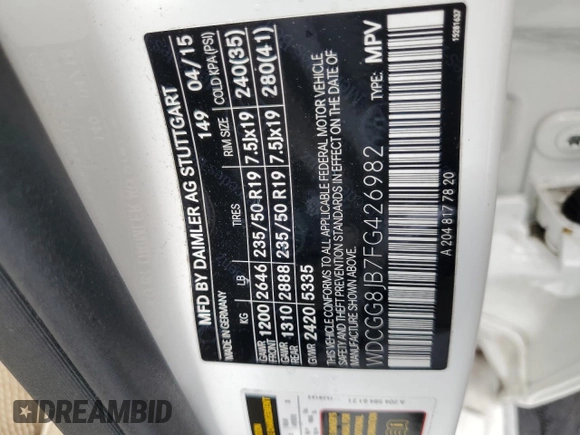 MFD BY DAIMLER AG STUTTGART
MADE IN GERMANY 149 04/15
KG LB TIRES RIM SIZE COLD KPA(PSI)
GAWR FRONT 1200 2646 235/50 R19 7.5Jx19 240(35)
GAWR REAR 1310 2888 235/50 R19 7.5Jx19 280(41)
GVWR 2420 5335
THIS VEHICLE CONFORMS TO ALL APPLICABLE FEDERAL MOTOR VEHICLE
SAFETY AND THEFT PREVENTION STANDARDS IN EFFECT ON THE DATE OF
MANUFACTURE SHOWN ABOVE.
WDCGG8JB7FG426982 TYPE: MPV
A 204 817 78 20
15281637
DREAMBID